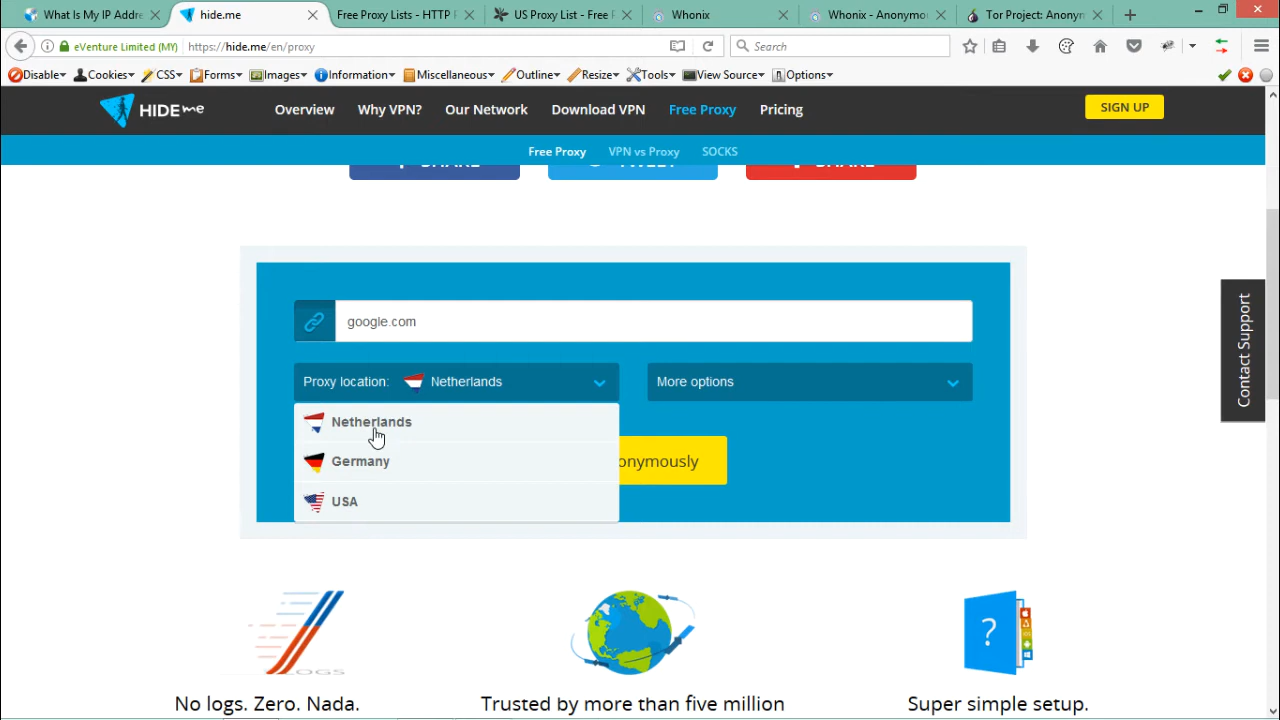 What Is My IP Addre
hide.me
Free Proxy Lists - HTTP P
US Proxy List - Free P
Whonix
Whonix - Anonymo
Tor Project: Anonym
eVenture Limited (MY)
https://hide.me/en/proxy
Search
Disable
Cookies
CSS
Forms
Images
Information
Miscellaneous
Outline
Resize
Tools
View Source
Options
HIDE me
Overview
Why VPN?
Our Network
Download VPN
Free Proxy
Pricing
SIGN UP
Free Proxy
VPN vs Proxy
SOCKS
SHARE
TWEET
SHARE
google.com
Proxy location: Netherlands
More options
Netherlands
Germany
USA
onymously
Contact Support
?
LOGS
No logs. Zero. Nada.
Trusted by more than five million
Super simple setup.